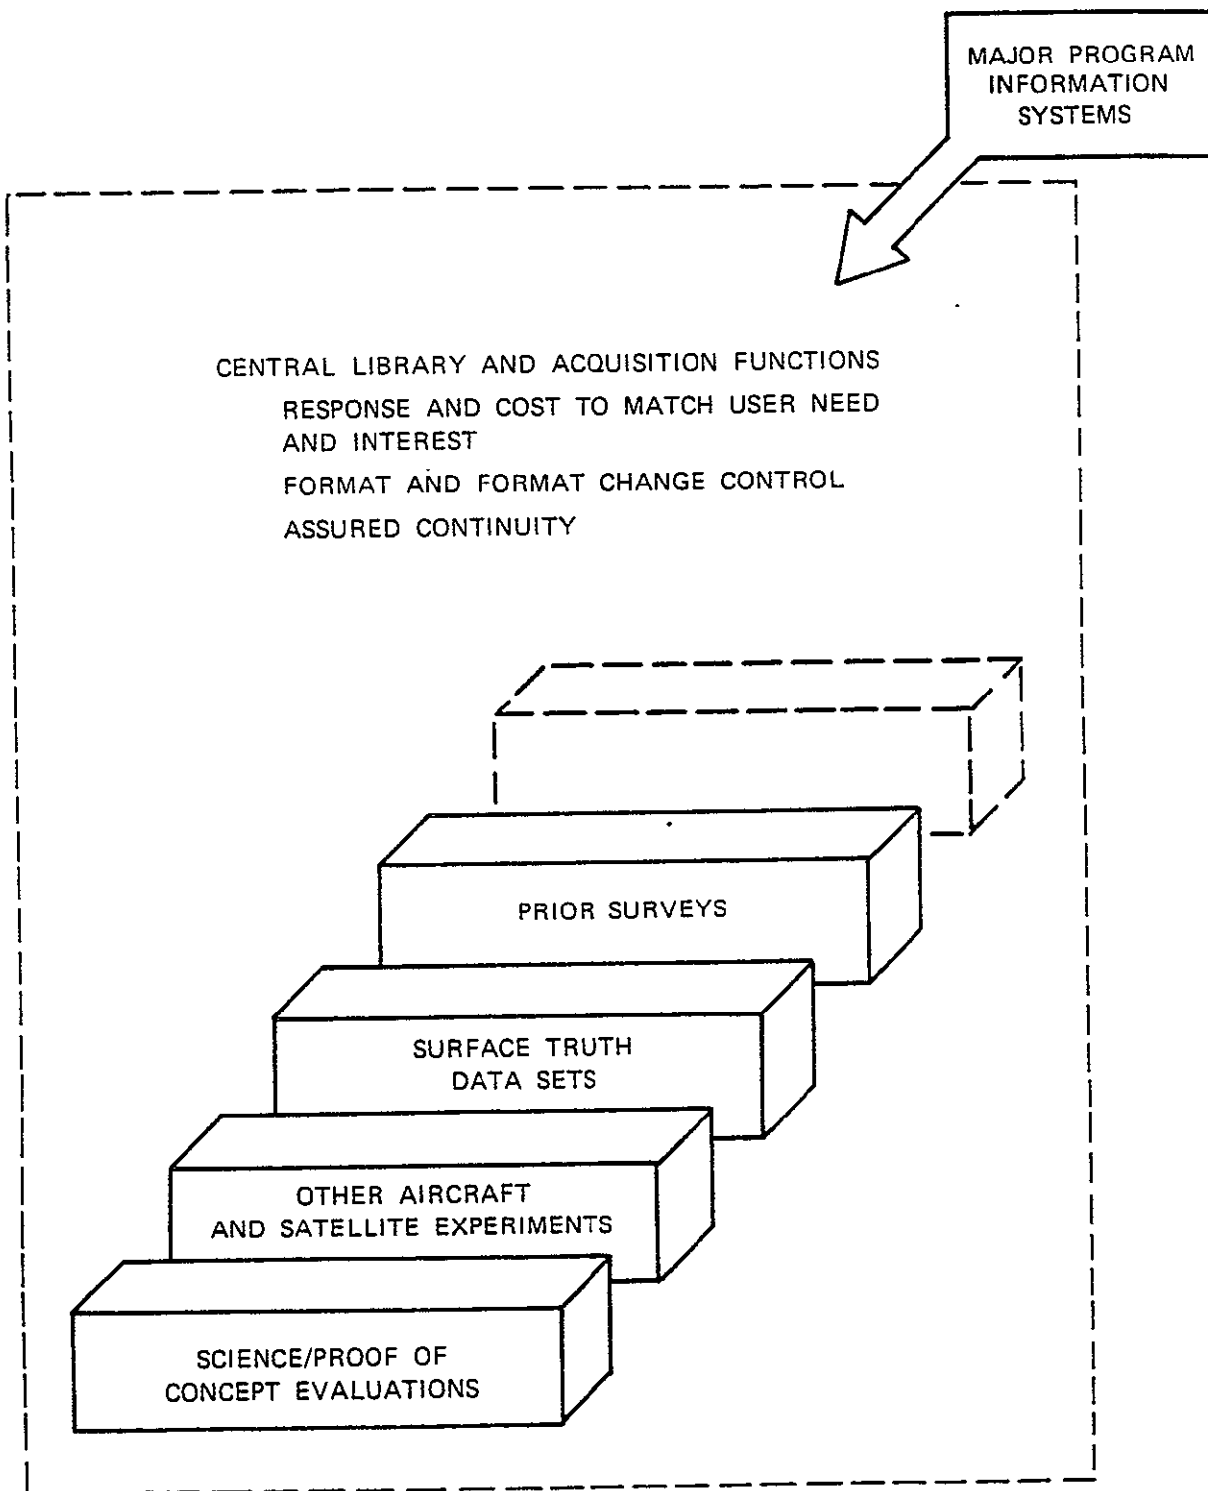 MAJOR PROGRAM
INFORMATION
SYSTEMS
CENTRAL LIBRARY AND ACQUISITION FUNCTIONS
RESPONSE AND COST TO MATCH USER NEED
AND INTEREST
FORMAT AND FORMAT CHANGE CONTROL
ASSURED CONTINUITY
PRIOR SURVEYS
SURFACE TRUTH
DATA SETS
OTHER AIRCRAFT
AND SATELLITE EXPERIMENTS
SCIENCE/PROOF OF
CONCEPT EVALUATIONS